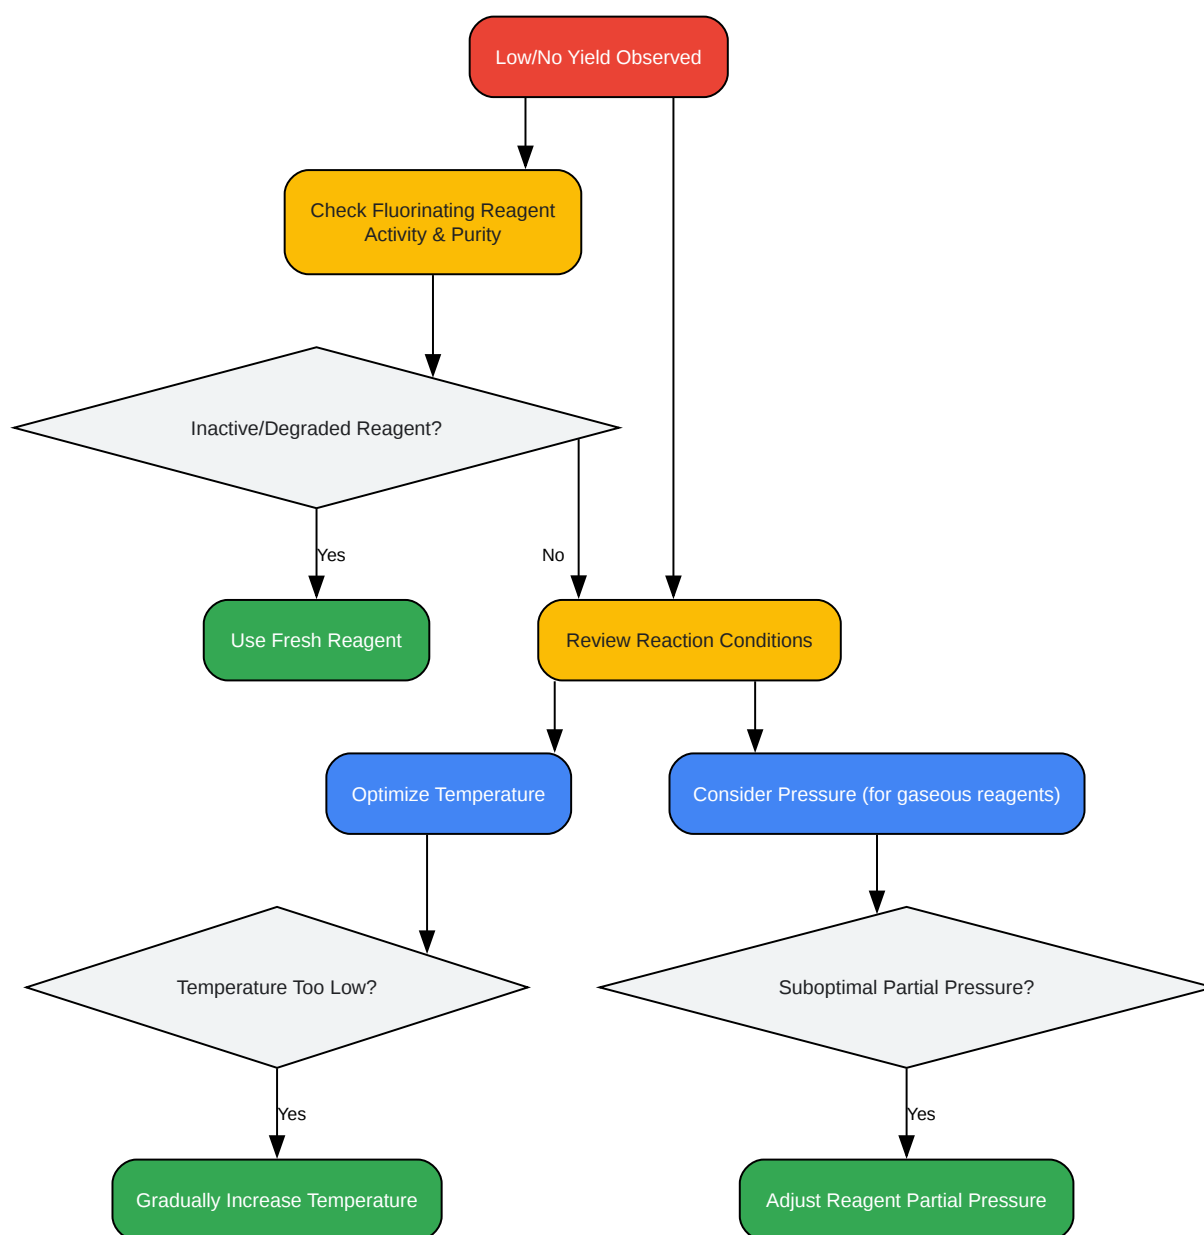 Low/No Yield Observed
Check Fluorinating Reagent
Activity & Purity
Inactive/Degraded Reagent?
Yes
No
Use Fresh Reagent
Review Reaction Conditions
Optimize Temperature
Consider Pressure (for gaseous reagents)
Temperature Too Low?
Suboptimal Partial Pressure?
Yes
Yes
Gradually Increase Temperature
Adjust Reagent Partial Pressure